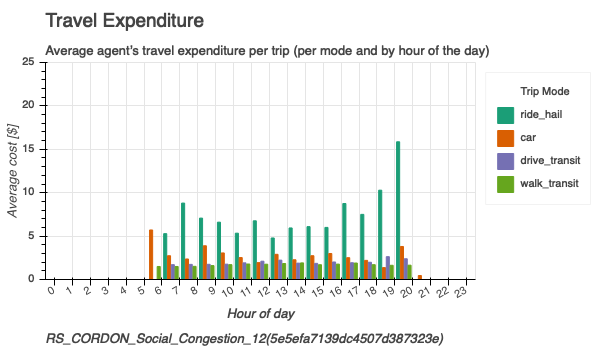 Travel Expenditure
Average agent's travel expenditure per trip (per mode and by hour of the day)
25
20
15
10
5
0
Average cost [$]
0 1 2 3 4 5 6 7 8 9 10 11 12 13 14 15 16 17 18 19 20 21 22 23
Hour of day
Trip Mode
ride_hail
car
drive_transit
walk_transit
RS_CORDON_Social_Congestion_12(5e5efa7139dc4507d387323e)